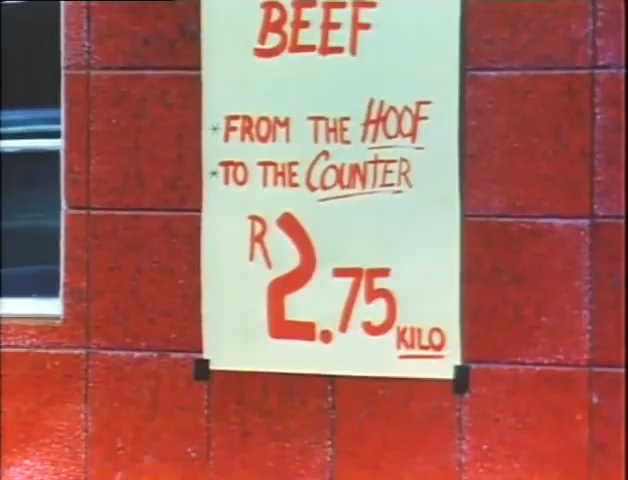 BEEF
*FROM THE HOOF
*TO THE COUNTER
R2.75 KILO